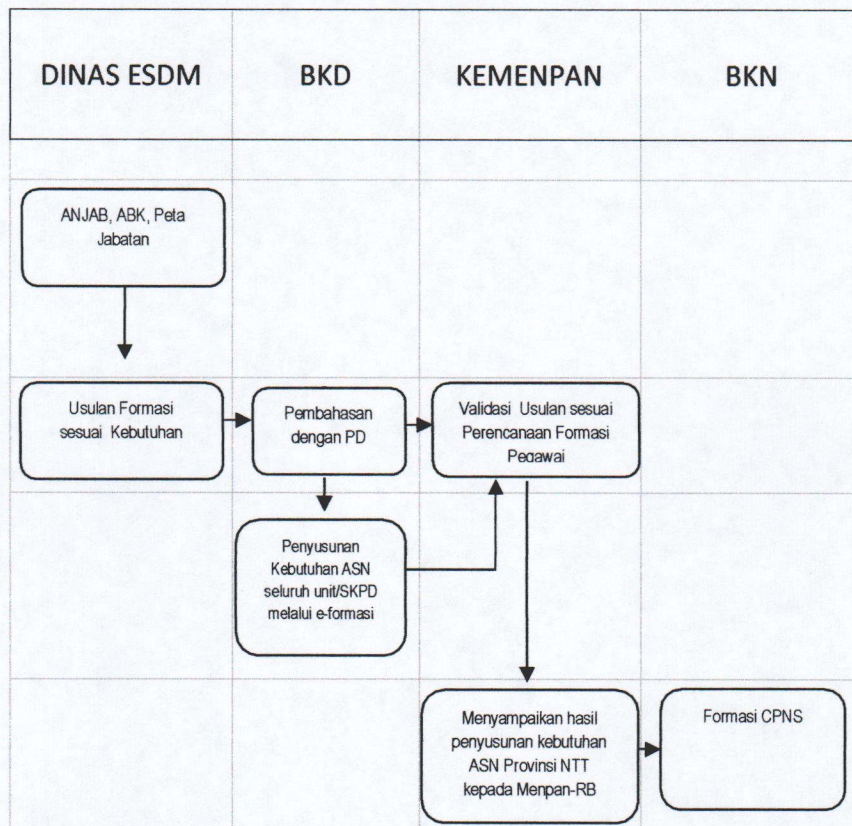 DINAS ESDM
BKD
KEMENPAN
BKN
ANJAB, ABK, Peta
Jabatan
Usulan Formasi
sesuai Kebutuhan
Pembahasan
dengan PD
Validasi Usulan sesuai
Perencanaan Formasi
Pegawai
Penyusunan
Kebutuhan ASN
seluruh unit/SKPD
melalui e-formasi
Menyampaikan hasil
penyusunan kebutuhan
ASN Provinsi NTT
kepada Menpan-RB
Formasi CPNS